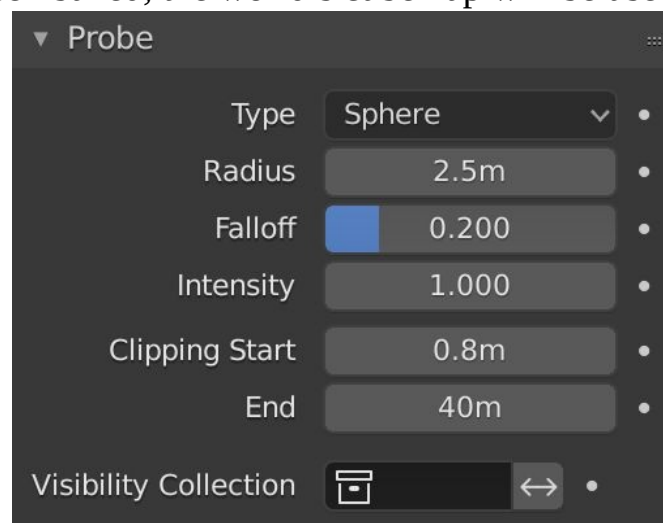 Probe
Type Sphere
Radius 2.5m
Falloff 0.200
Intensity 1.000
Clipping Start 0.8m
End 40m
Visibility Collection